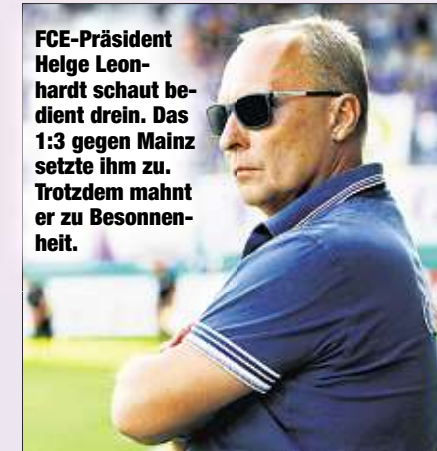 FCE-Präsident
Helge Leon-
hardt schaut be-
dient drein. Das
1:3 gegen Mainz
setzte ihm zu.
Trotzdem mahnt
er zu Besonnen-
heit.